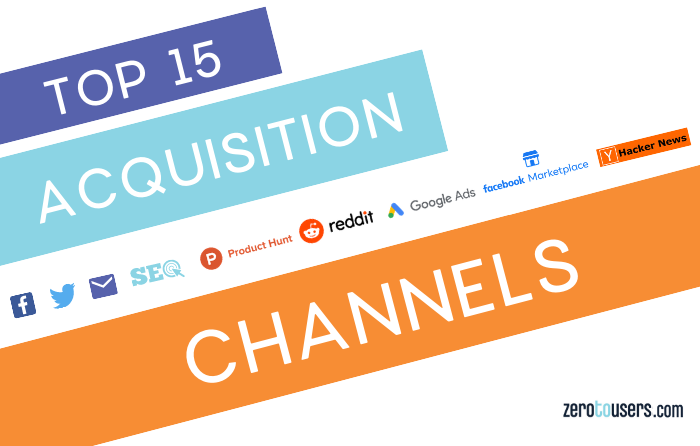 TOP 15
ACQUISITION
SEO
Product Hunt
reddit
Google Ads
facebook Marketplace
Y Hacker News
CHANNELS
zerotousers.com